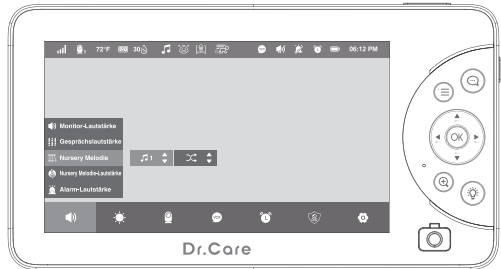 72°F 30 06:12 PM
Monitor-Lautstärke
Gesprächslautstärke
Nursery Melodie 1
Nursery Melodie-Lautstärke
Alarm-Lautstärke
VOX
OK
Dr.Care